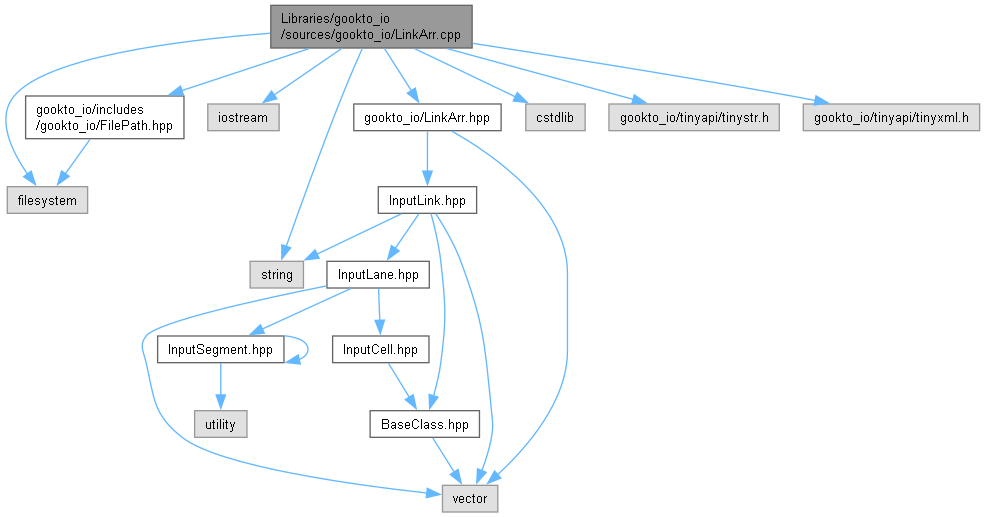 Libraries/gookto_io
/sources/gookto_io/LinkArr.cpp
gookto_io/includes
/gookto_io/FilePath.hpp
iostream
gookto_io/LinkArr.hpp
cstdlib
gookto_io/tinyapi/tinystr.h
gookto_io/tinyapi/tinyxml.h
filesystem
InputLink.hpp
string
InputLane.hpp
InputSegment.hpp
InputCell.hpp
utility
BaseClass.hpp
vector